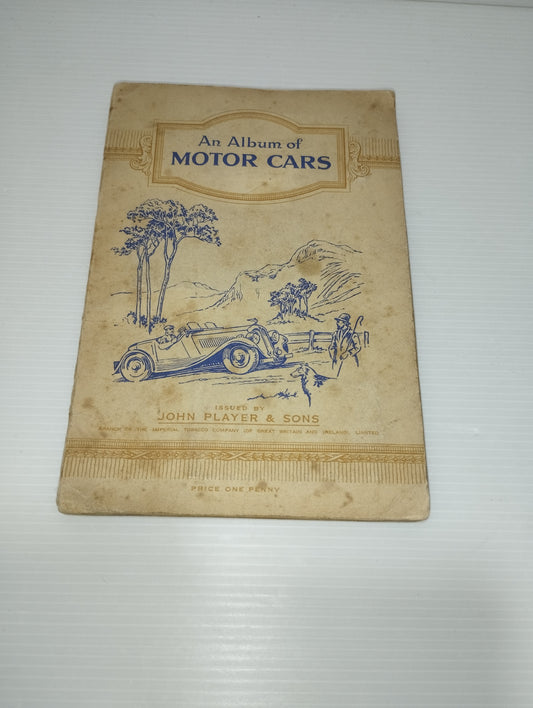 An Album of
MOTOR CARS
ISSUED BY
JOHN PLAYER & SONS
BRANCH OF THE IMPERIAL TOBACCO COMPANY (OF GREAT BRITAIN AND IRELAND), LIMITED
PRICE ONE PENNY